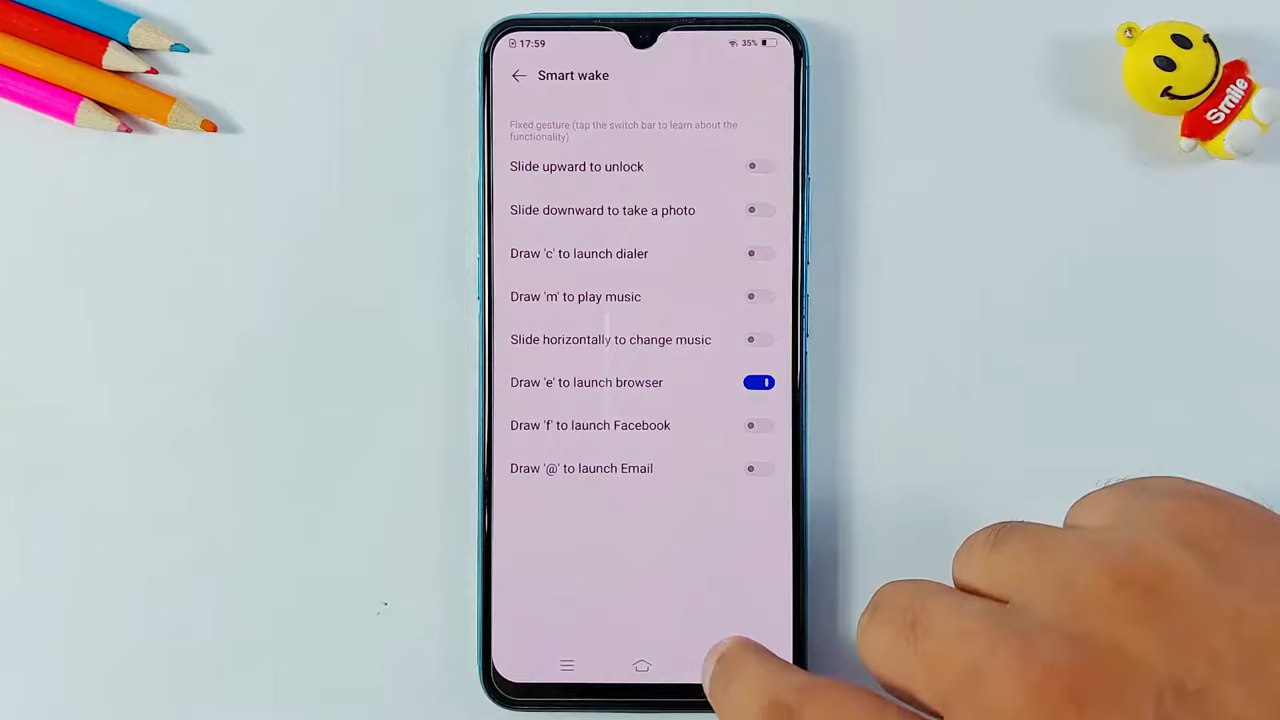 17:59
35%
Smart wake
Fixed gesture (tap the switch bar to learn about the
functionality)
Slide upward to unlock
Slide downward to take a photo
Draw 'c' to launch dialer
Draw 'm' to play music
Slide horizontally to change music
Draw 'e' to launch browser
Draw 'f' to launch Facebook
Draw '@' to launch Email
Smile